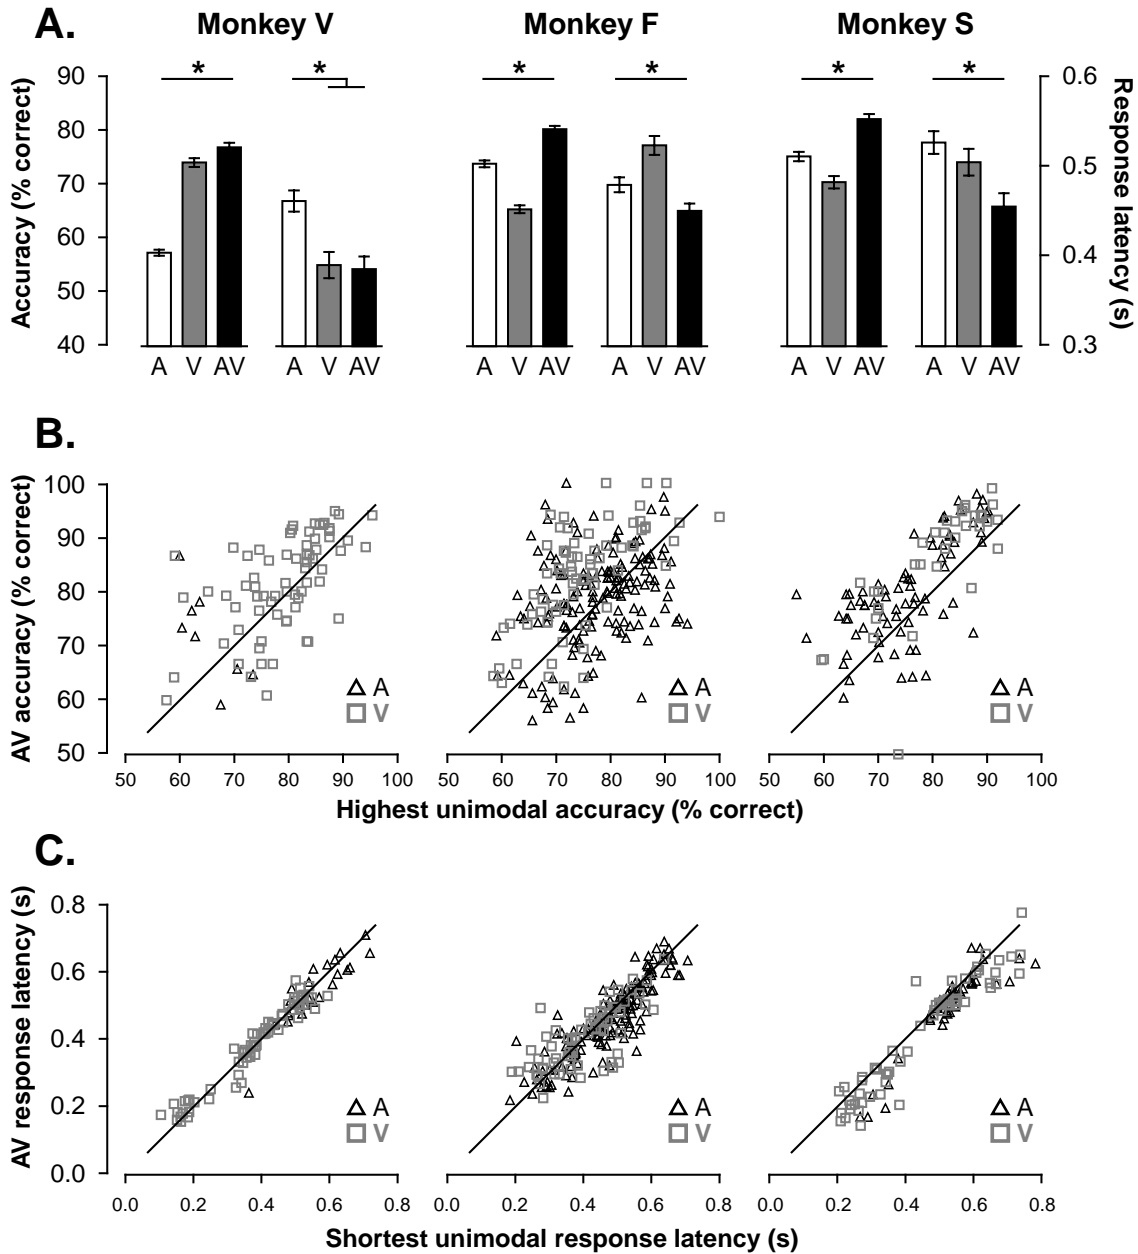 A.
Monkey V Monkey F Monkey S
* * * * * *
Accuracy (% correct)
90
80
70
60
50
40
0.6
0.5
0.4
0.3
Response latency (s)
A V AV A V AV A V AV A V AV A V AV A V AV
B.
AV accuracy (% correct)
100
90
80
70
60
50
A A A
V V V
50 60 70 80 90 100 50 60 70 80 90 100 50 60 70 80 90 100
Highest unimodal accuracy (% correct)
C.
AV response latency (s)
0.8
0.6
0.4
0.2
0.0
A A A
V V V
0.0 0.2 0.4 0.6 0.8 0.0 0.2 0.4 0.6 0.8 0.0 0.2 0.4 0.6 0.8
Shortest unimodal response latency (s)